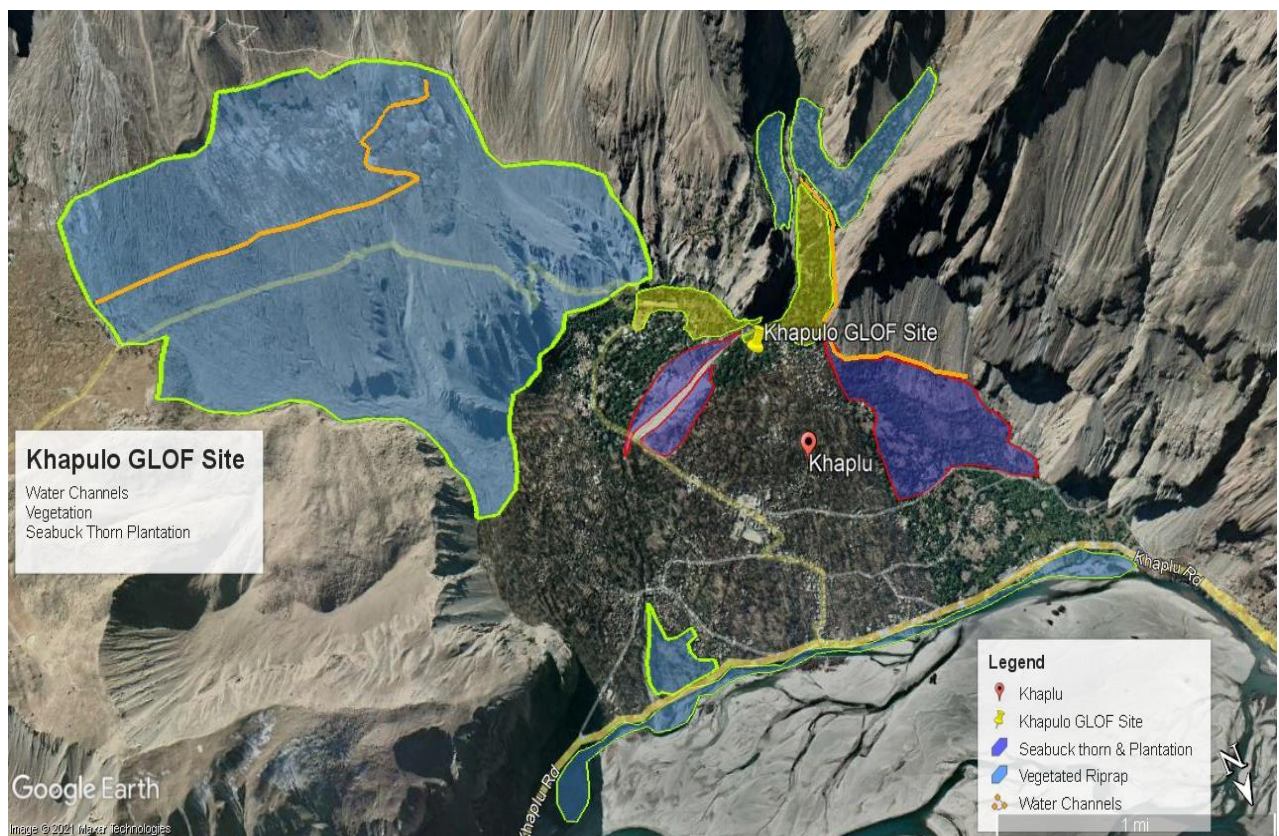 Khapulo GLOF Site
Khaplu
Khapulo GLOF Site
Water Channels
Vegetation
Seabuck Thorn Plantation
Khaplu Rd
Khaplu Rd
Legend
Khaplu
Khapulo GLOF Site
Seabuck thorn & Plantation
Vegetated Riprap
Water Channels
N
1 mi
Google Earth
Image © 2021 Maxar Technologies